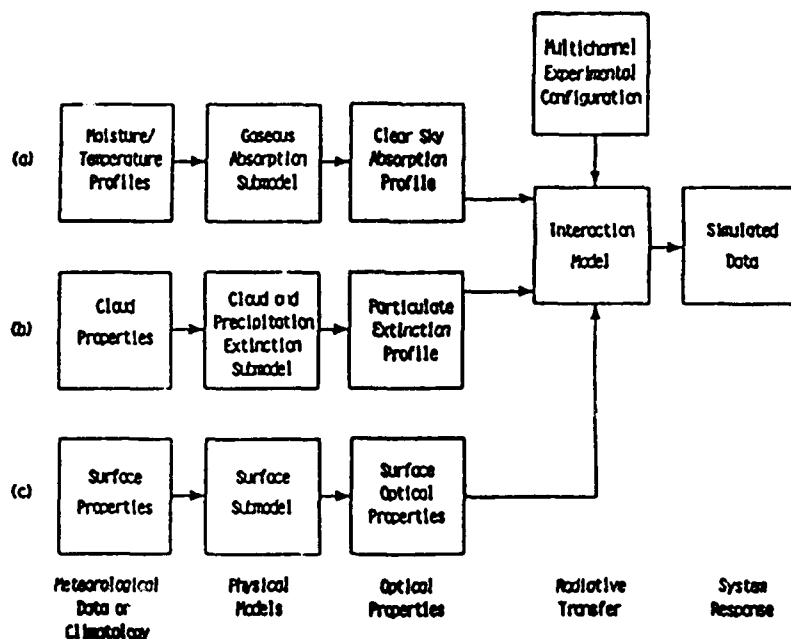 Multichannel
Experimental
Configuration
(a)
Moisture/
Temperature
Profiles
Gaseous
Absorption
Submodel
Clear Sky
Absorption
Profile
Interaction
Model
Simulated
Data
(b)
Cloud
Properties
Cloud and
Precipitation
Extinction
Submodel
Particulate
Extinction
Profile
(c)
Surface
Properties
Surface
Submodel
Surface
Optical
Properties
Meteorological
Data or
Climatology
Physical
Models
Optical
Properties
Radiative
Transfer
System
Response